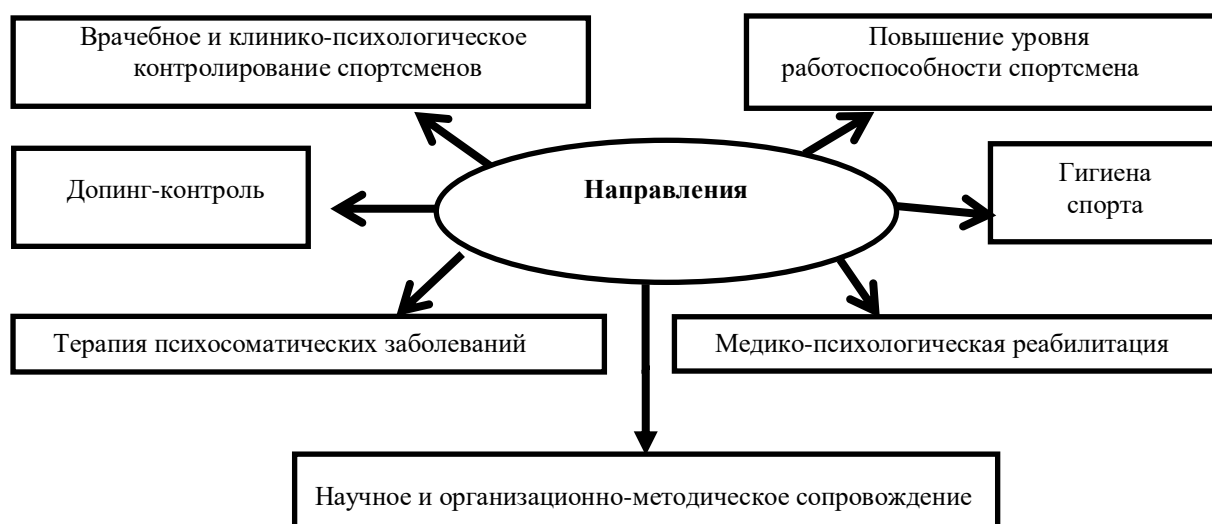 Врачебное и клинико-психологическое
контролирование спортсменов
Повышение уровня
работоспособности спортсмена
Допинг-контроль
Направления
Гигиена
спорта
Терапия психосоматических заболеваний
Медико-психологическая реабилитация
Научное и организационно-методическое сопровождение